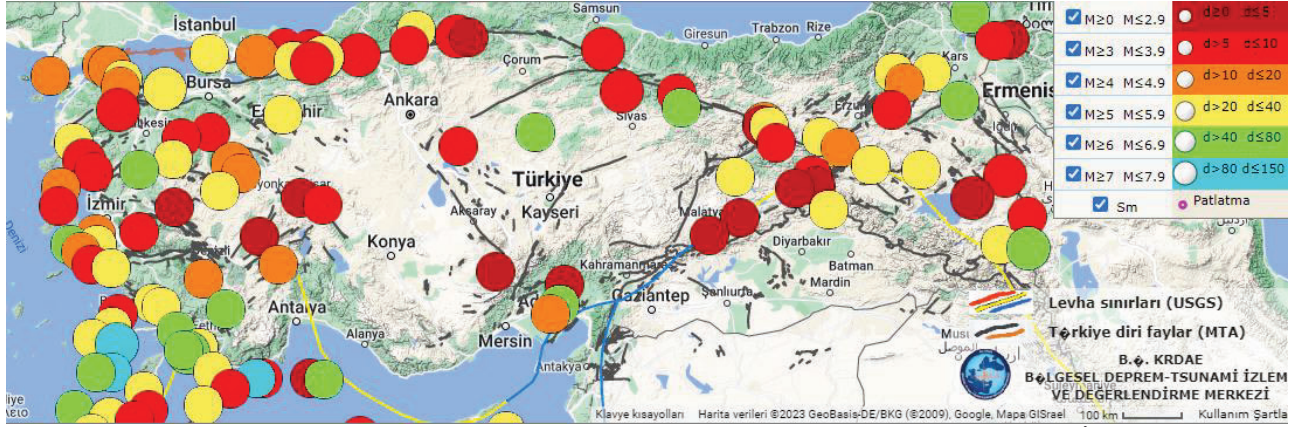 İstanbul
Samsun
Giresun
Trabzon Rize
Çorum
Kars
Bursa
Ankara
Sivas
Ermenis
Türkiye
Kayseri
İzmir
Aksaray
Malatya
Konya
Diyarbakır
Batman
Kahramanmaraş
Mardin
Gaziantep
Şanlıurfa
Antalya
Alanya
Mersin
Antakya
M≥0 M≤2.9 d≥0 d≤5
M≥3 M≤3.9 d>5 d≤10
M≥4 M≤4.9 d>10 d≤20
M≥5 M≤5.9 d>20 d≤40
M≥6 M≤6.9 d>40 d≤80
M≥7 M≤7.9 d>80 d≤150
Sm Patlatma
Levha sınırları (USGS)
T�rkiye diri faylar (MTA)
B.�. KRDAE
B�LGESEL DEPREM-TSUNAMİ İZLEM
VE DEĞERLENDİRME MERKEZİ
Klavye kısayolları Harita verileri ©2023 GeoBasis-DE/BKG (©2009), Google, Mapa GISrael 100 km Kullanım Şartla